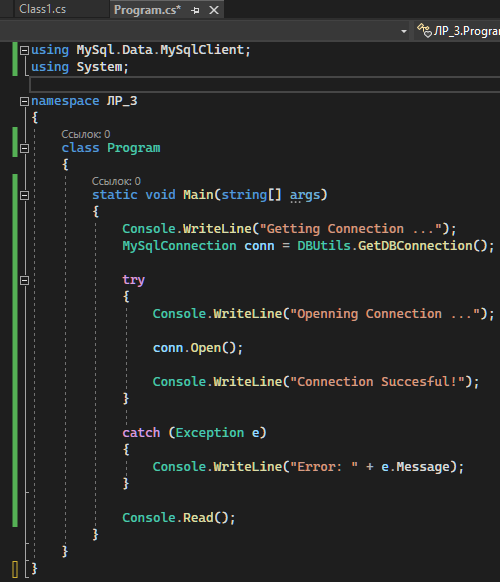 Class1.cs
Program.cs*
ЛР_3.Program
using MySql.Data.MySqlClient;
using System;
namespace ЛР_3
{
Ссылок: 0
class Program
{
Ссылок: 0
static void Main(string[] args)
{
Console.WriteLine("Getting Connection ...");
MySqlConnection conn = DBUtils.GetDBConnection();
try
{
Console.WriteLine("Openning Connection ...");
conn.Open();
Console.WriteLine("Connection Succesful!");
}
catch (Exception e)
{
Console.WriteLine("Error: " + e.Message);
}
Console.Read();
}
}
}